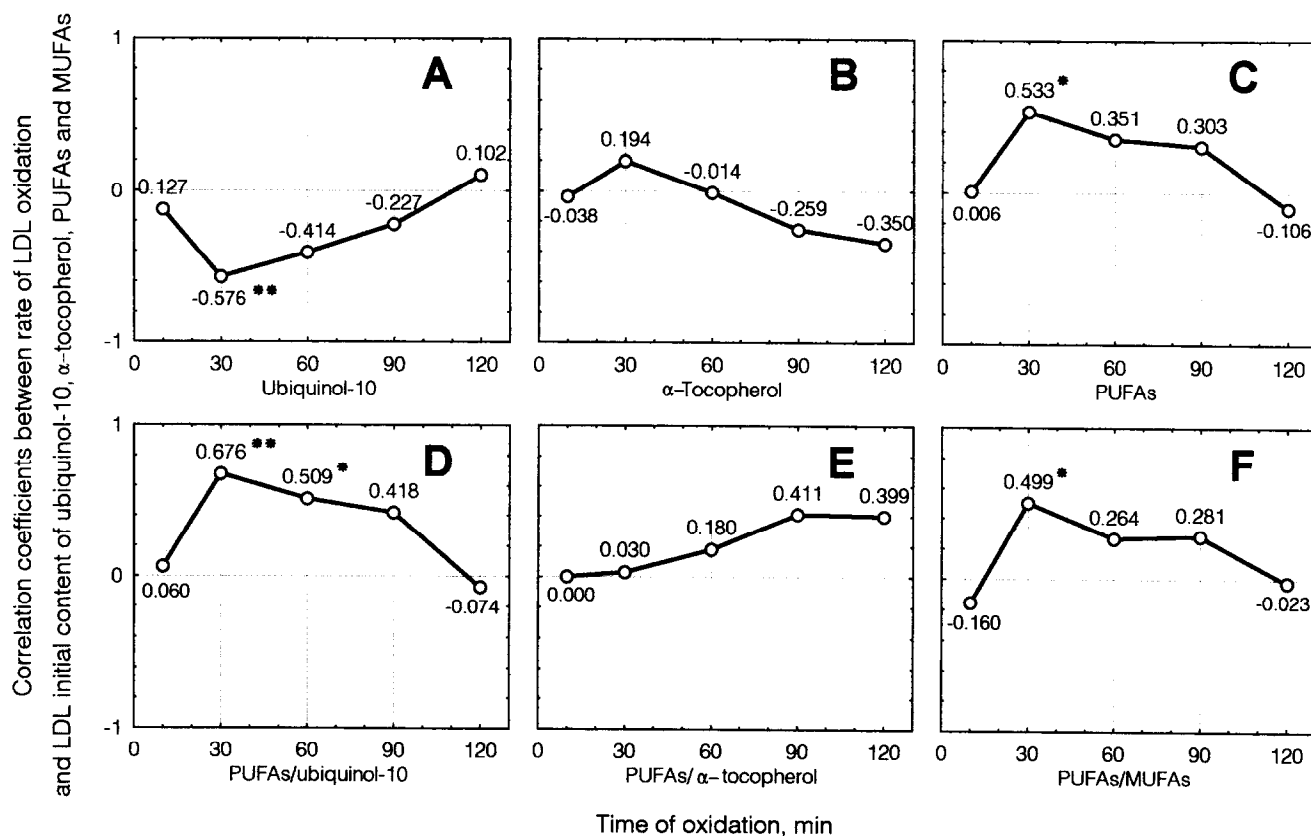 Correlation coefficients between rate of LDL oxidation
and LDL initial content of ubiquinol-10, α-tocopherol, PUFAs and MUFAs
1
0
-1
A
0.127
-0.576 **
-0.414
-0.227
0.102
0 30 60 90 120
Ubiquinol-10
B
-0.038
0.194
-0.014
-0.259
-0.350
0 30 60 90 120
α-Tocopherol
C
0.006
0.533 *
0.351
0.303
-0.106
0 30 60 90 120
PUFAs
1
0
-1
D
0.060
0.676 **
0.509 *
0.418
-0.074
0 30 60 90 120
PUFAs/ubiquinol-10
E
0.000
0.030
0.180
0.411
0.399
0 30 60 90 120
PUFAs/ α-tocopherol
F
-0.160
0.499 *
0.264
0.281
-0.023
0 30 60 90 120
PUFAs/MUFAs
Time of oxidation, min